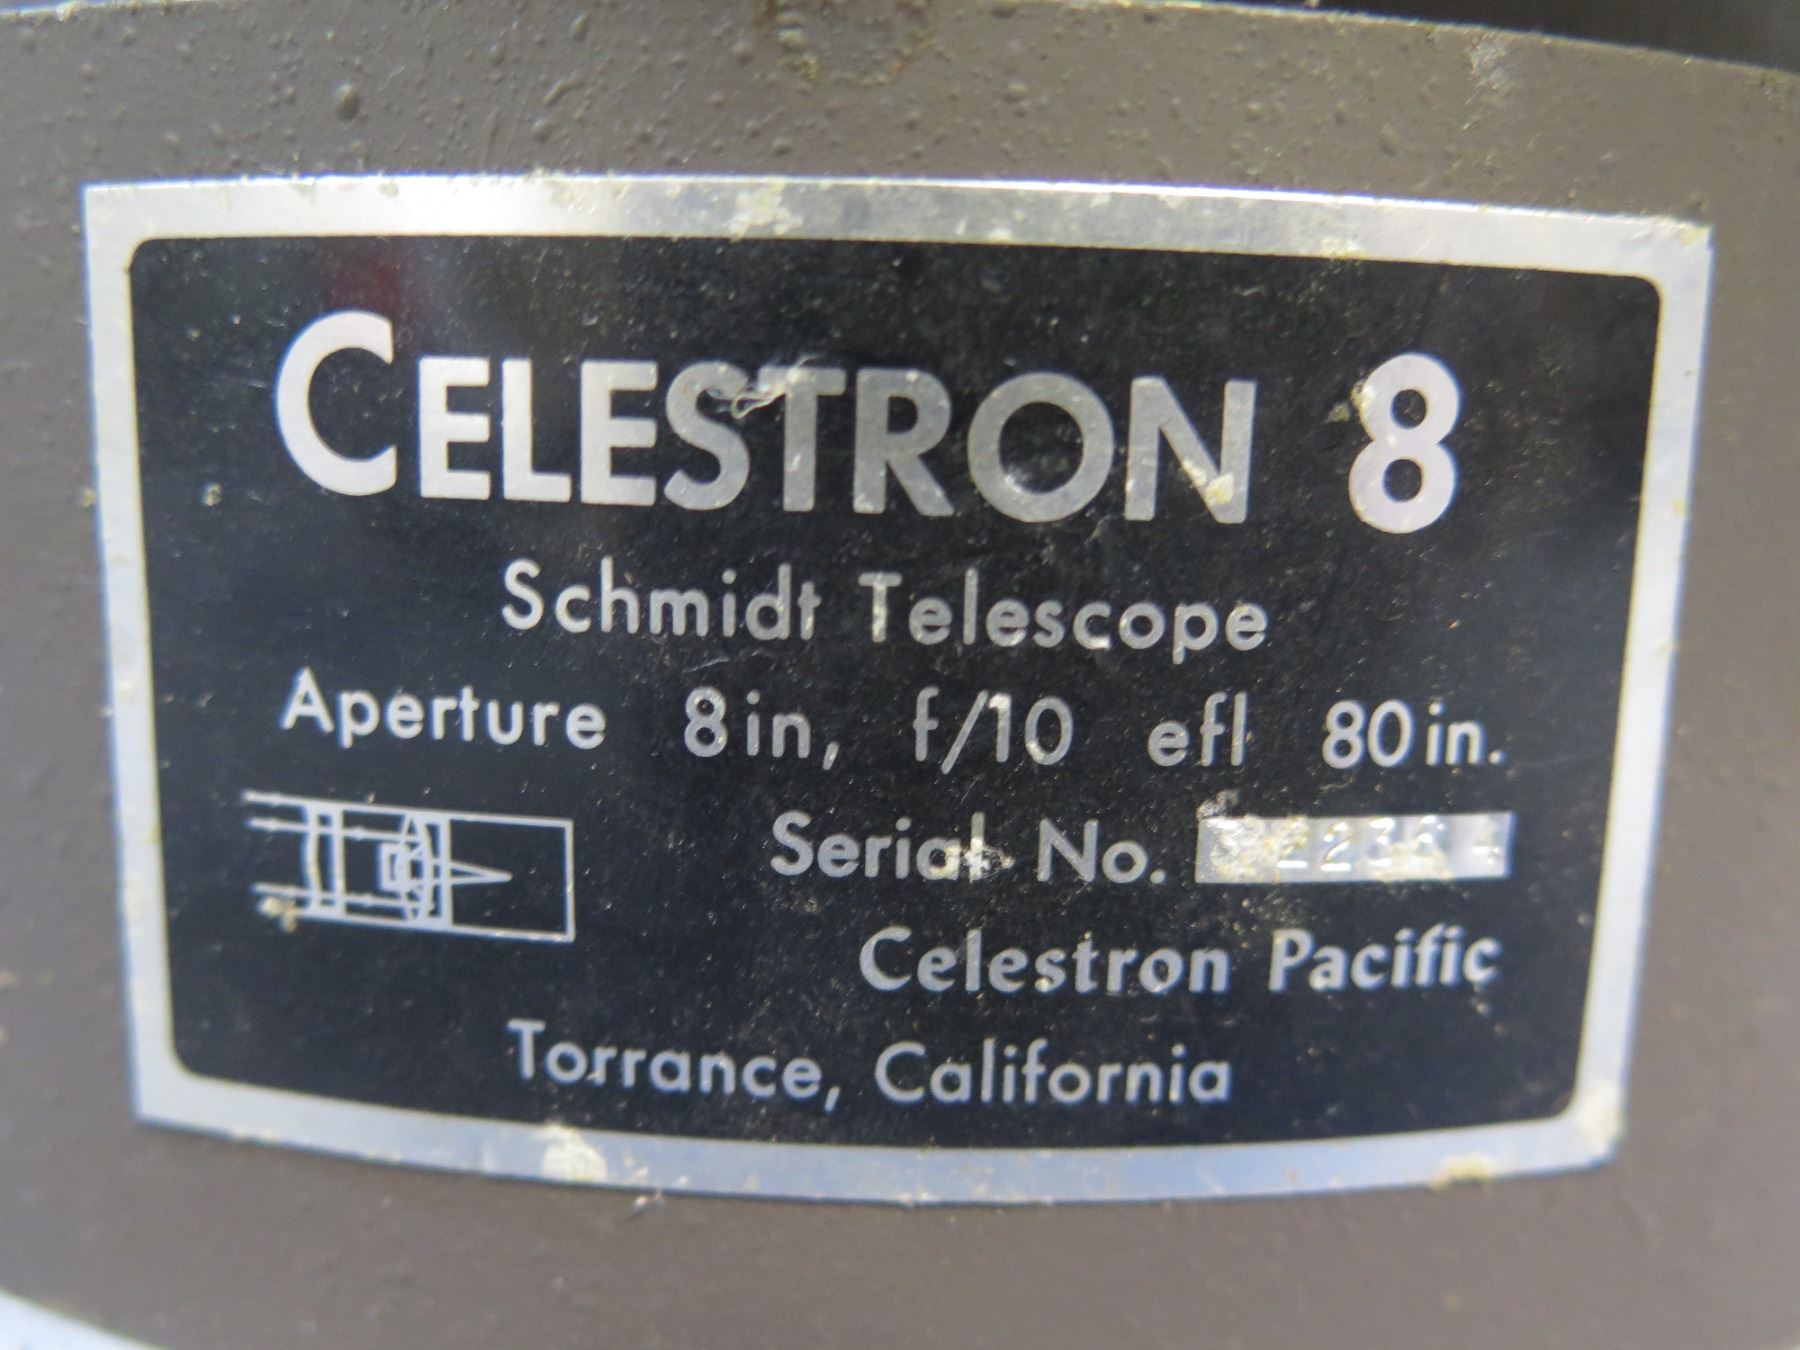 CELESTRON 8
Schmidt Telescope
Aperture 8in, f/10 efl 80in.
Serial No.
Celestron Pacific
Torrance, California